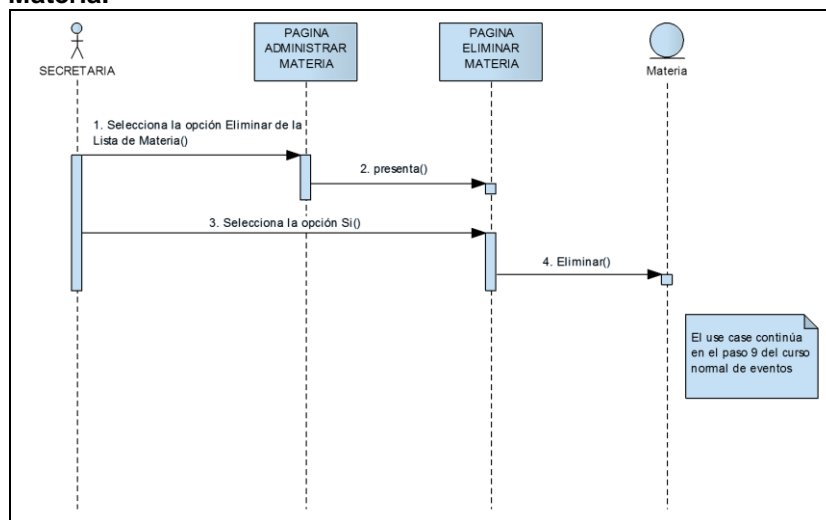 Materia.
SECRETARIA
PAGINA
ADMINISTRAR
MATERIA
PAGINA
ELIMINAR
MATERIA
Materia
1. Selecciona la opción Eliminar de la
Lista de Materia()
2. presenta()
3. Selecciona la opción Si()
4. Eliminar()
El use case continúa
en el paso 9 del curso
normal de eventos